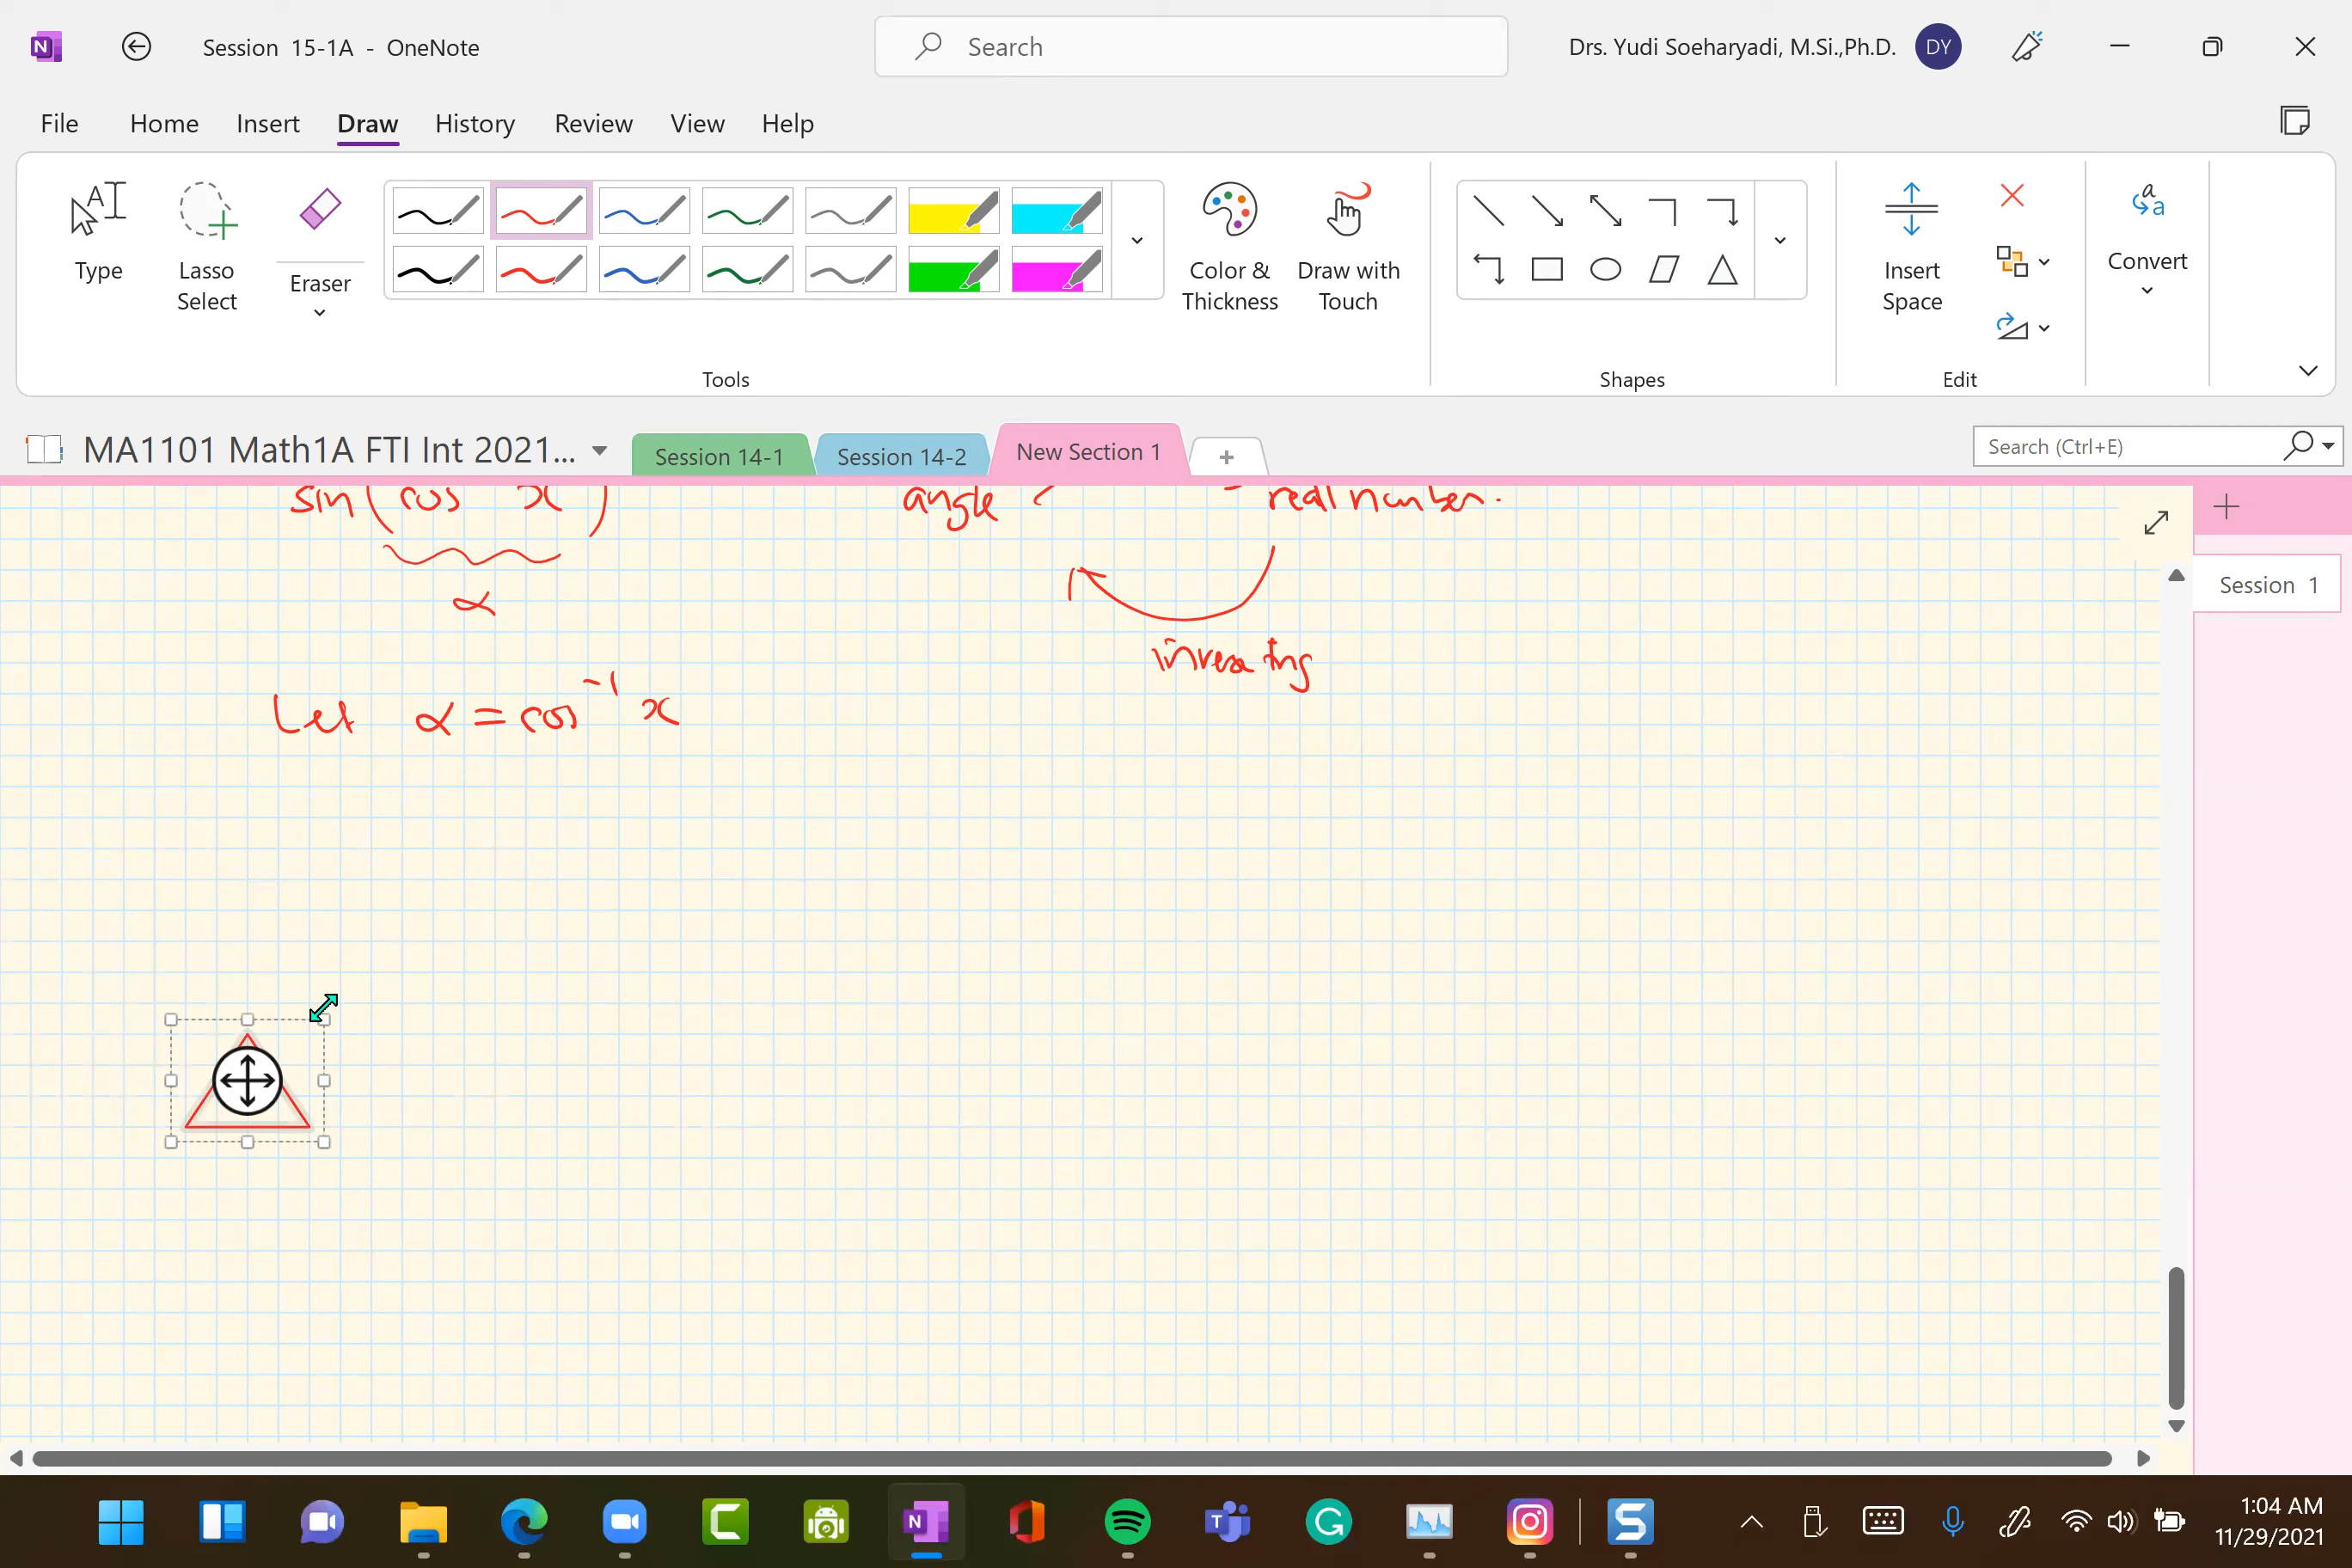 Session 15-1A - OneNote
Search
Drs. Yudi Soeharyadi, M.Si.,Ph.D.
DY
File Home Insert Draw History Review View Help
Type
Lasso Select
Eraser
Color & Thickness
Draw with Touch
Insert Space
Convert
Tools
Shapes
Edit
MA1101 Math1A FTI Int 2021...
Session 14-1
Session 14-2
New Section 1
Search (Ctrl+E)
Session 1
sin(cos x)
angle
real number.
α
Let α = cos⁻¹ x
1:04 AM
11/29/2021